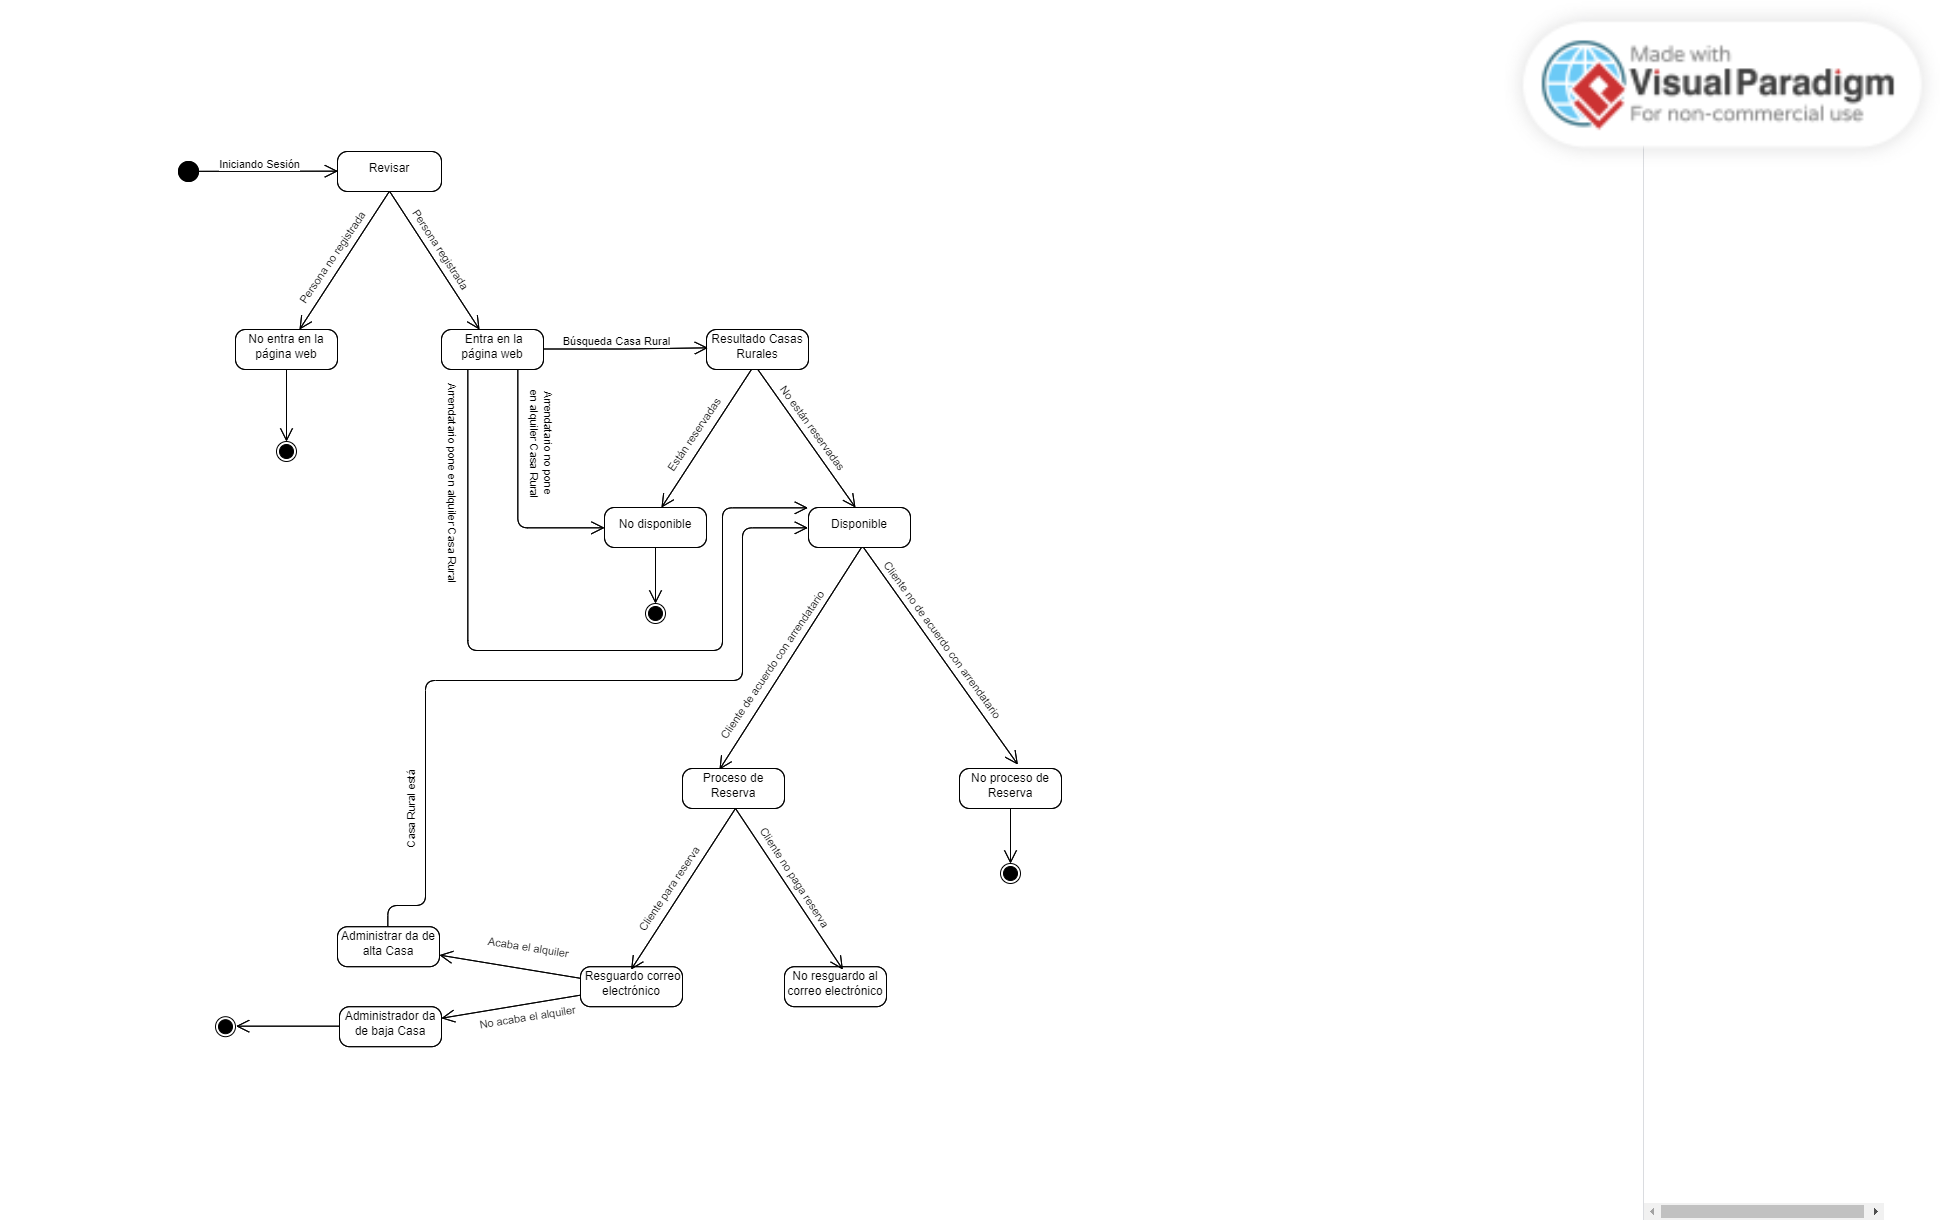 Made with
Visual Paradigm
For non-commercial use
Iniciando Sesión
Revisar
Persona no registrada
Persona registrada
No entra en la
página web
Entra en la
página web
Búsqueda Casa Rural
Resultado Casas
Rurales
Arrendatario pone en alquiler Casa Rural
Arrendatario no pone
en alquiler Casa Rural
Están reservadas
No están reservadas
No disponible
Disponible
Cliente de acuerdo con arrendatario
Cliente no de acuerdo con arrendatario
Proceso de
Reserva
No proceso de
Reserva
Casa Rural está
Cliente para reserva
Cliente no paga reserva
Administrar da de
alta Casa
Acaba el alquiler
Resguardo correo
electrónico
No resguardo al
correo electrónico
Administrador da
de baja Casa
No acaba el alquiler